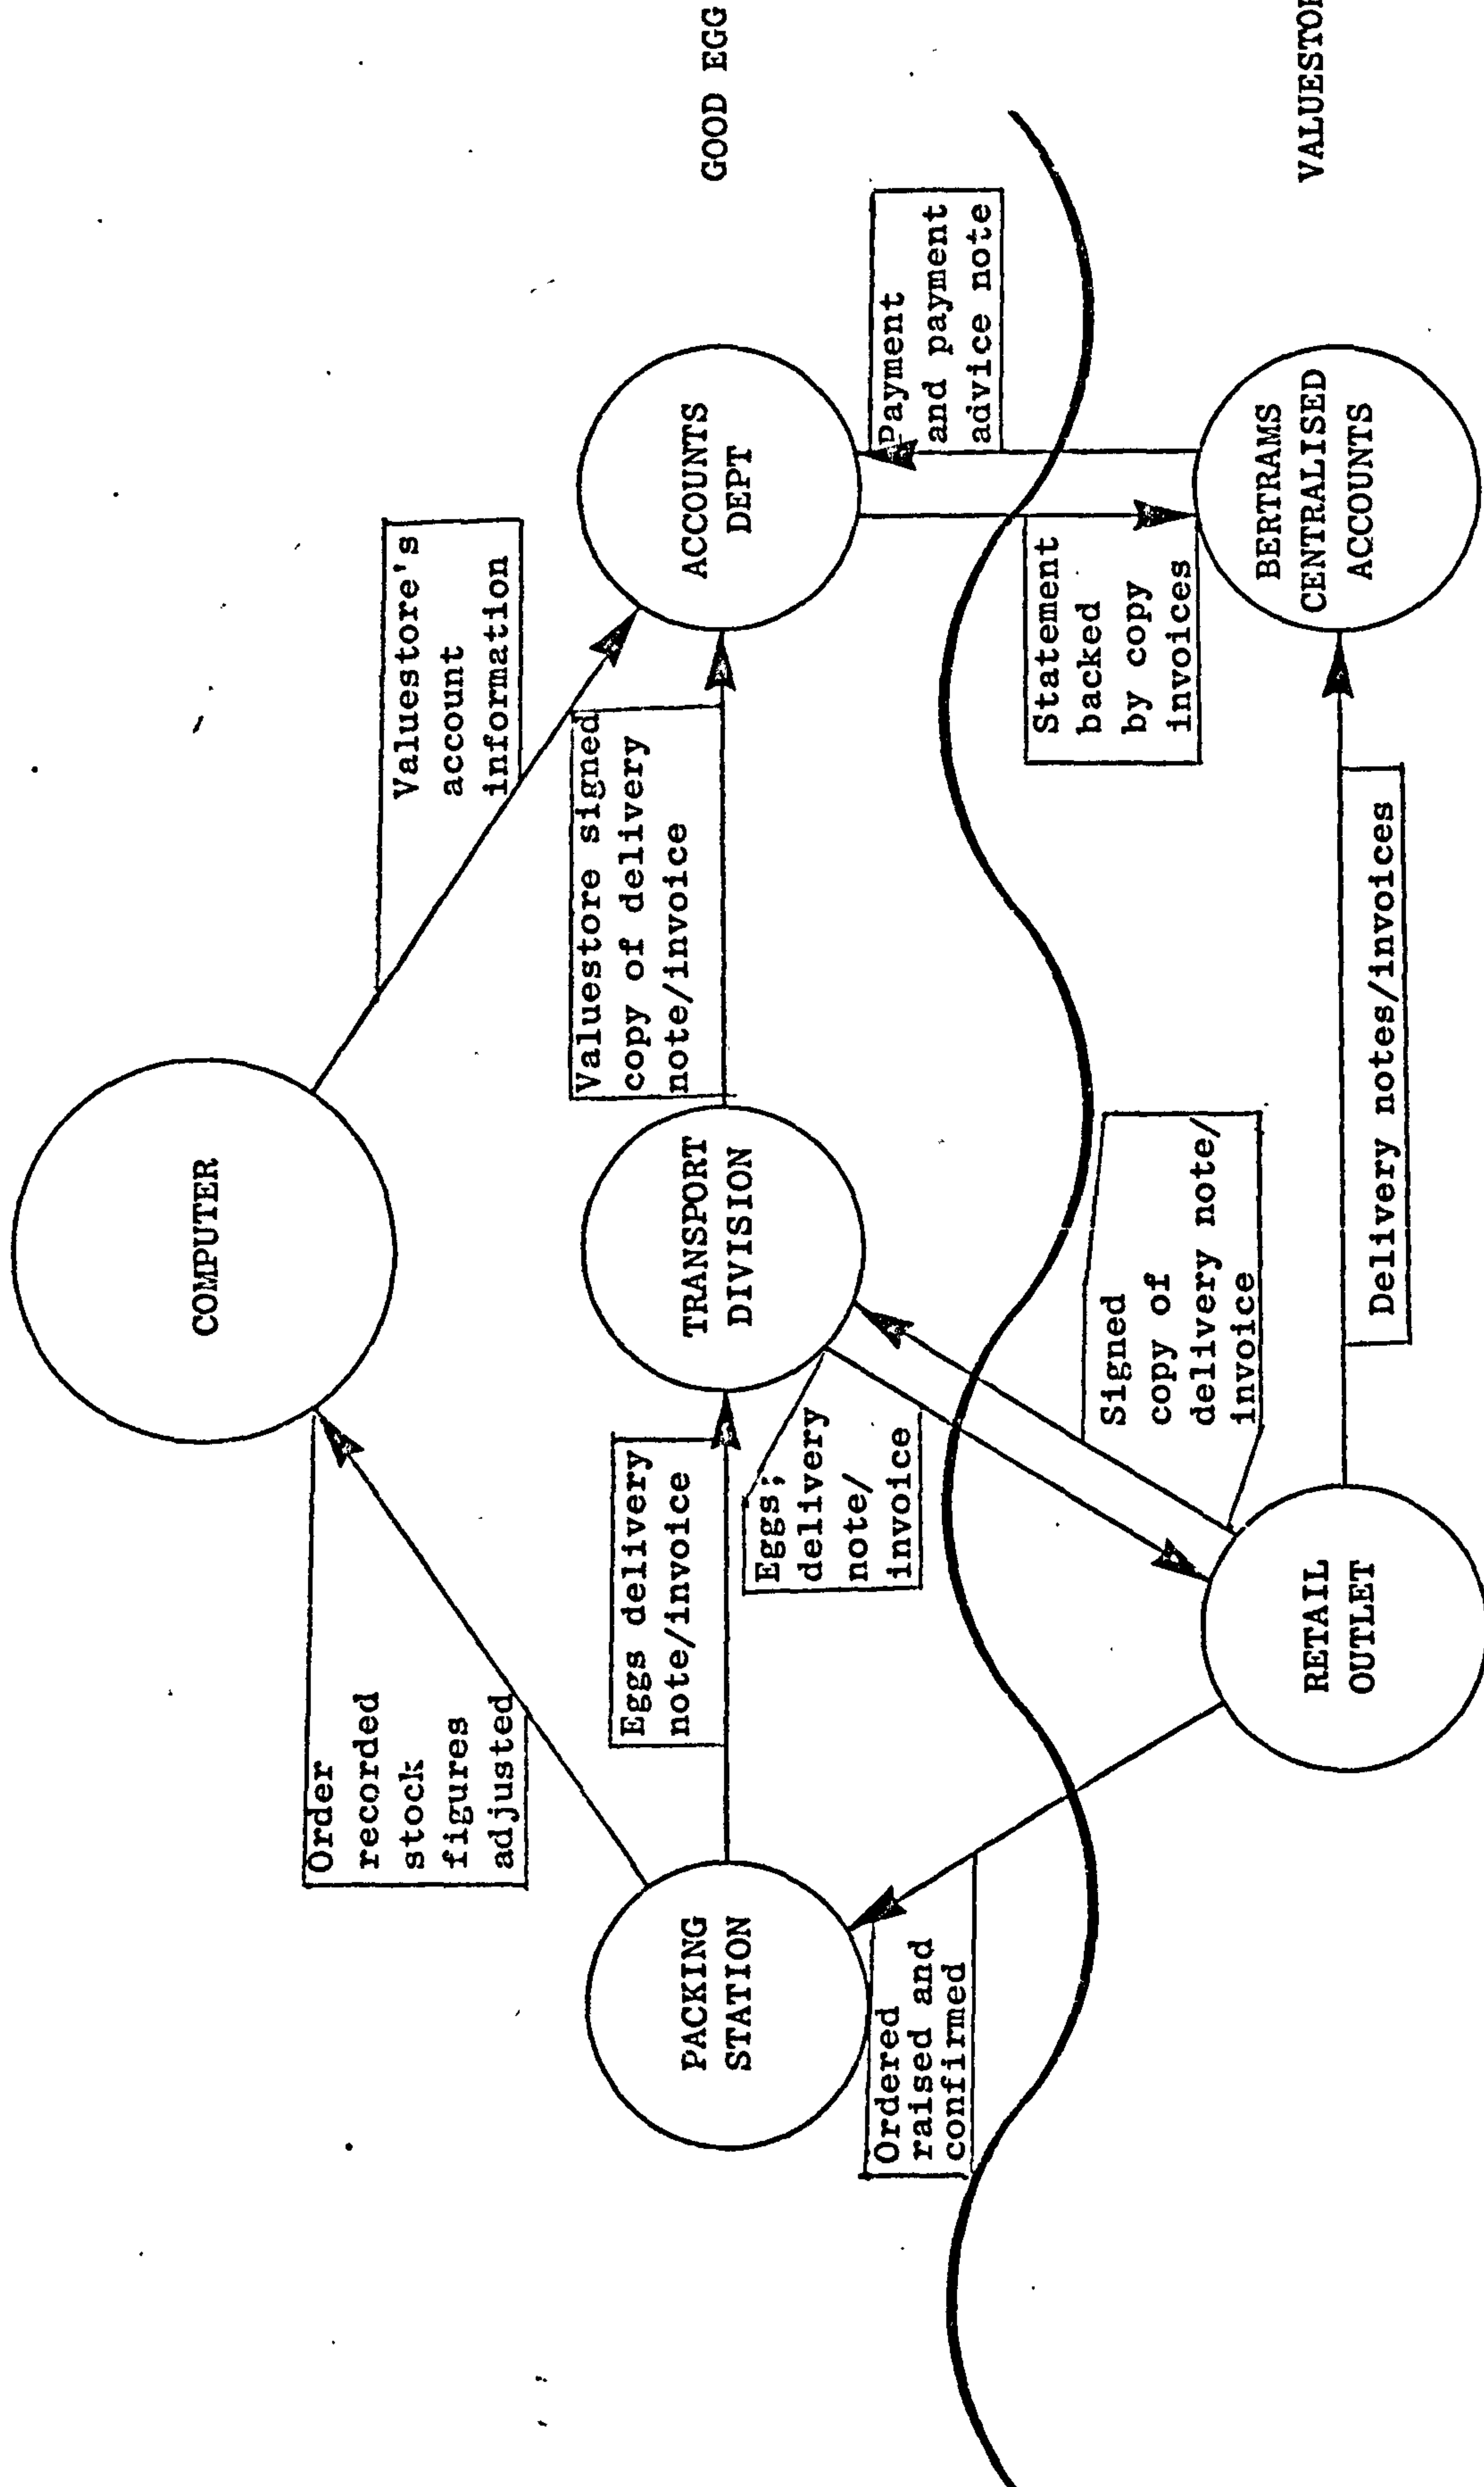 COMPUTER
Order
recorded
stock
figures
adjusted
Valuestore's
account
information
PACKING
STATION
Eggs delivery
note/invoice
TRANSPORT
DIVISION
Valuestore signed
copy of delivery
note/invoice
ACCOUNTS
DEPT
GOOD EGG
Ordered
raised and
confirmed
Eggs;
delivery
note/
invoice
Signed
copy of
delivery note/
invoice
Statement
backed
by copy
invoices
Payment
and payment
advice note
RETAIL
OUTLET
Delivery notes/invoices
BERTRAMS
CENTRALISED
ACCOUNTS